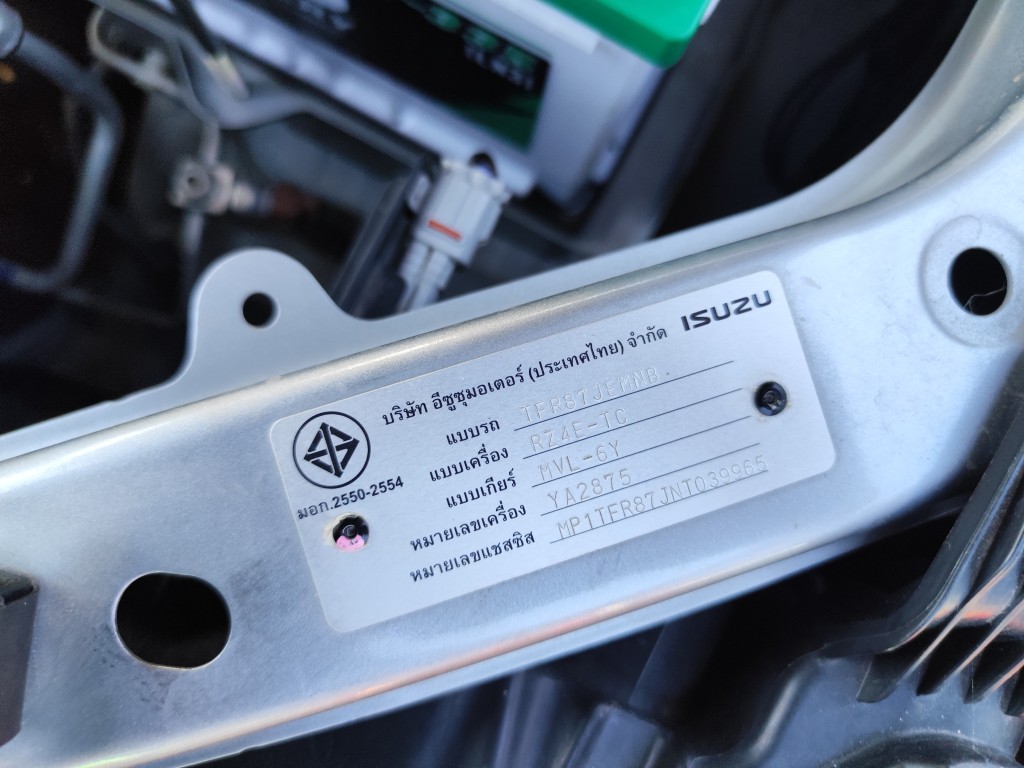 บริษัท อีซูซุมอเตอร์ (ประเทศไทย) จำกัด ISUZU
แบบรถ TFR87JEMNB
แบบเครื่อง RZ4E-TC
แบบเกียร์ MVL-6Y
หมายเลขเครื่อง YA2875
หมายเลขแชสซิส MP1TFR87JNT039965
มอก.2550-2554